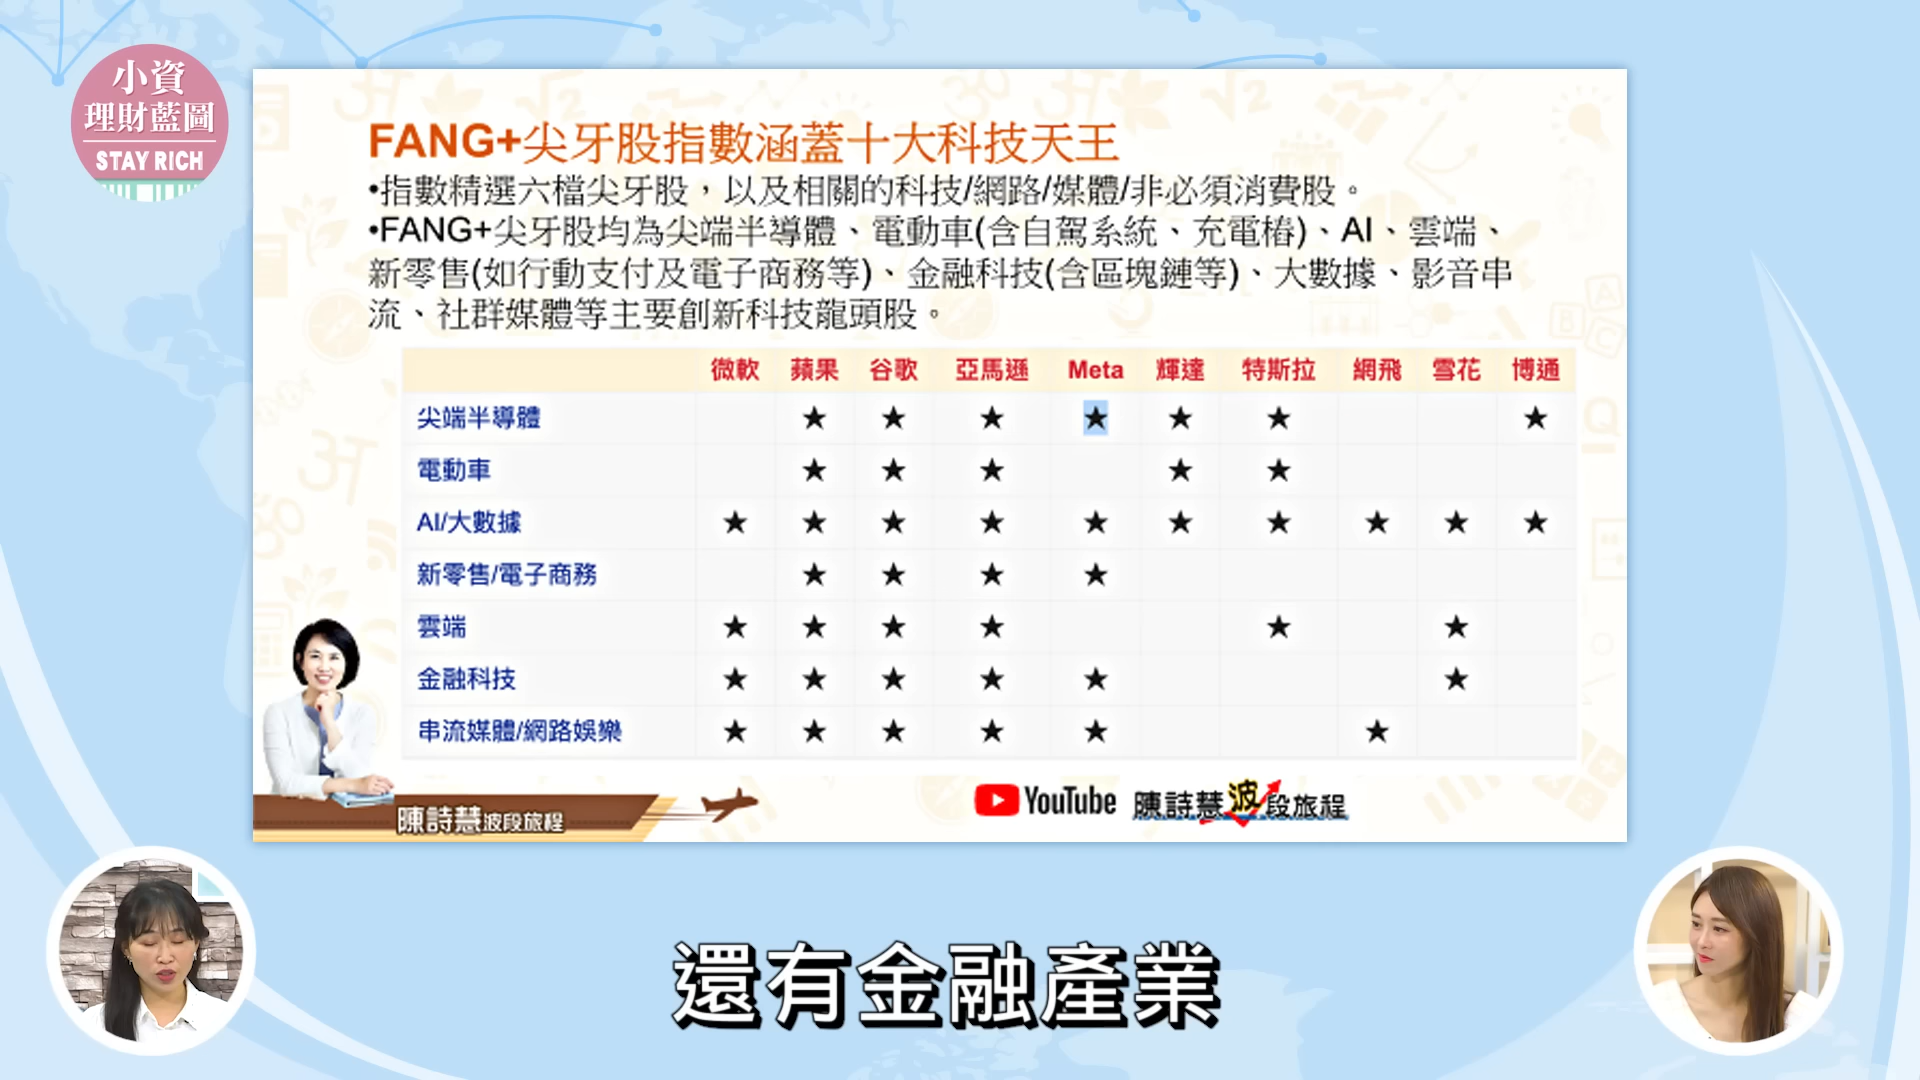 小資
理財藍圖
STAY RICH
FANG+尖牙股指數涵蓋十大科技天王
•指數精選六檔尖牙股，以及相關的科技/網路/媒體/非必須消費股。
•FANG+尖牙股均為尖端半導體、電動車(含自駕系統、充電樁)、AI、雲端、
新零售(如行動支付及電子商務等)、金融科技(含區塊鏈等)、大數據、影音串
流、社群媒體等主要創新科技龍頭股。
微軟 蘋果 谷歌 亞馬遜 Meta 輝達 特斯拉 網飛 雪花 博通
尖端半導體 ★ ★ ★ ★ ★ ★ ★
電動車 ★ ★ ★ ★ ★
AI/大數據 ★ ★ ★ ★ ★ ★ ★ ★ ★ ★
新零售/電子商務 ★ ★ ★ ★
雲端 ★ ★ ★ ★ ★ ★
金融科技 ★ ★ ★ ★ ★ ★
串流媒體/網路娛樂 ★ ★ ★ ★ ★ ★
陳詩慧波段旅程
YouTube 陳詩慧波段旅程
還有金融產業